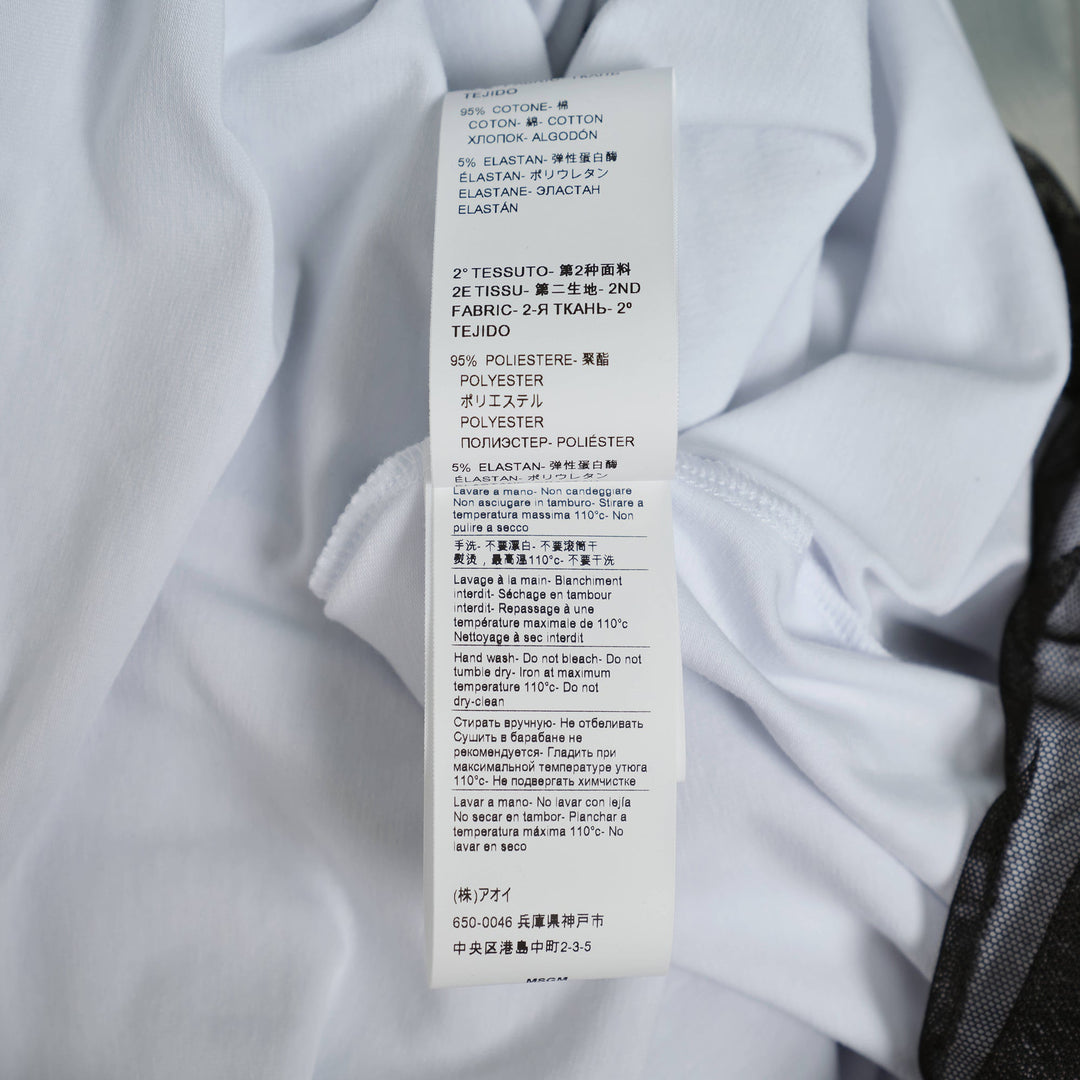 TEJIDO
95% COTONE- 棉
COTON- 綿- COTTON
ХЛОПОК- ALGODÓN
5% ELASTAN- 弹性蛋白酶
ÉLASTAN- ポリウレタン
ELASTANE- ЭЛАСТАН
ELASTÁN
2° TESSUTO- 第2种面料
2E TISSU- 第二生地- 2ND
FABRIC- 2-Я ТКАНЬ- 2º
TEJIDO
95% POLIESTERE- 聚酯
POLYESTER
ポリエステル
POLYESTER
ПОЛИЭСТЕР- POLIÉSTER
5% ELASTAN- 弹性蛋白酶
ÉLASTAN- ポリウレタン
Lavare a mano- Non candeggiare
Non asciugare in tamburo- Stirare a
temperatura massima 110°c- Non
pulire a secco
手洗- 不要漂白- 不要滚筒干
熨烫，最高温110°c- 不要干洗
Lavage à la main- Blanchiment
interdit- Séchage en tambour
interdit- Repassage à une
température maximale de 110°c
Nettoyage à sec interdit
Hand wash- Do not bleach- Do not
tumble dry- Iron at maximum
temperature 110°c- Do not
dry-clean
Стирать вручную- Не отбеливать
Сушить в барабане не
рекомендуется- Гладить при
максимальной температуре утюга
110°c- Не подвергать химчистке
Lavar a mano- No lavar con lejía
No secar en tambor- Planchar a
temperatura máxima 110°c- No
lavar en seco
(株)アオイ
650-0046 兵庫県神戸市
中央区港島中町2-3-5
MSGM